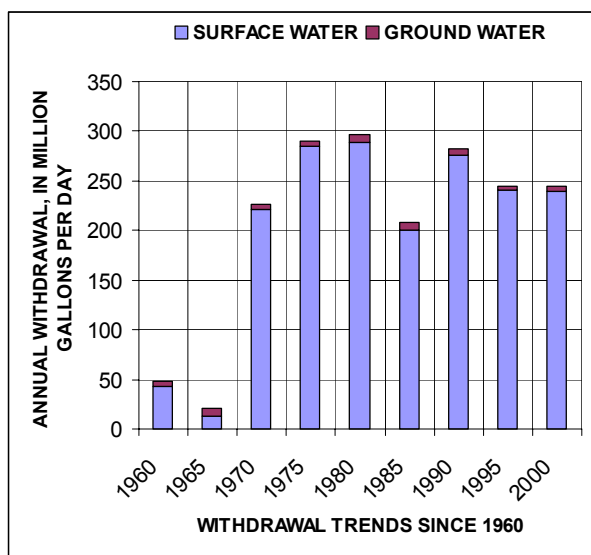 SURFACE WATER GROUND WATER
ANNUAL WITHDRAWAL, IN MILLION
GALLONS PER DAY
350
300
250
200
150
100
50
0
1960 1965 1970 1975 1980 1985 1990 1995 2000
WITHDRAWAL TRENDS SINCE 1960